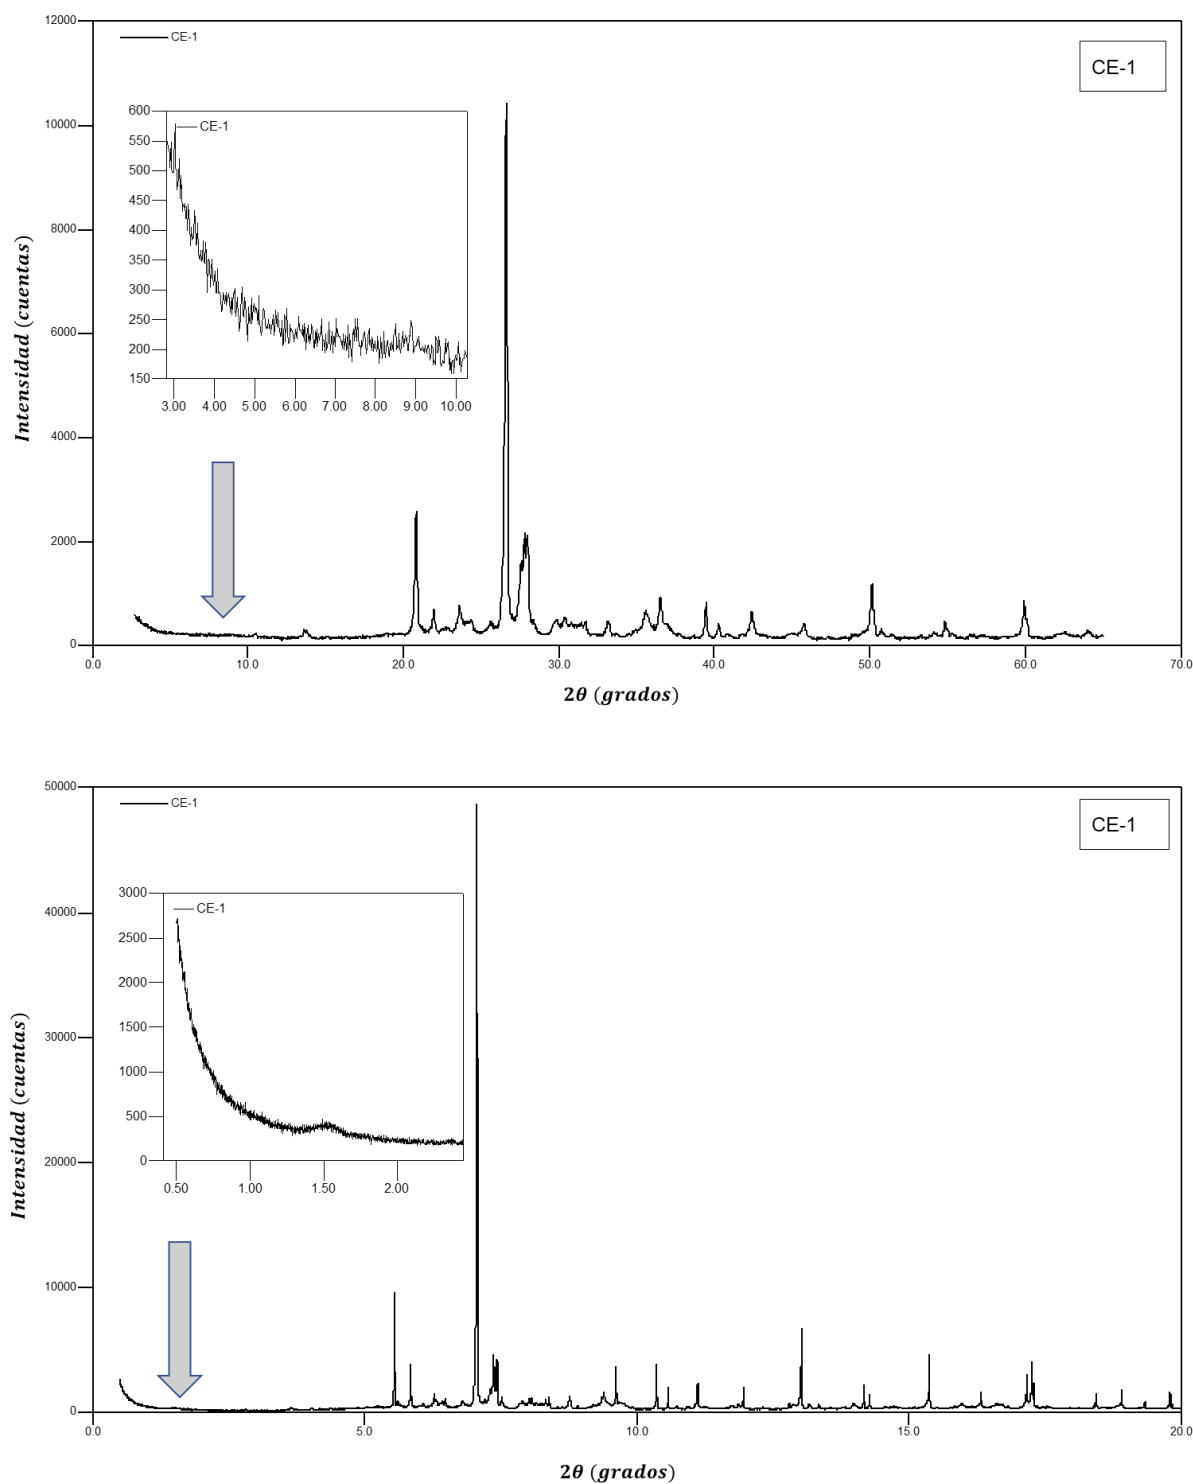 12000
CE-1
CE-1
10000
8000
6000
4000
2000
0
Intensidad (cuentas)
600
550
500
450
400
350
300
250
200
150
CE-1
3.00 4.00 5.00 6.00 7.00 8.00 9.00 10.00
0.0 10.0 20.0 30.0 40.0 50.0 60.0 70.0
2θ (grados)
50000
CE-1
CE-1
40000
30000
20000
10000
0
Intensidad (cuentas)
3000
2500
2000
1500
1000
500
0
CE-1
0.50 1.00 1.50 2.00
0.0 5.0 10.0 15.0 20.0
2θ (grados)